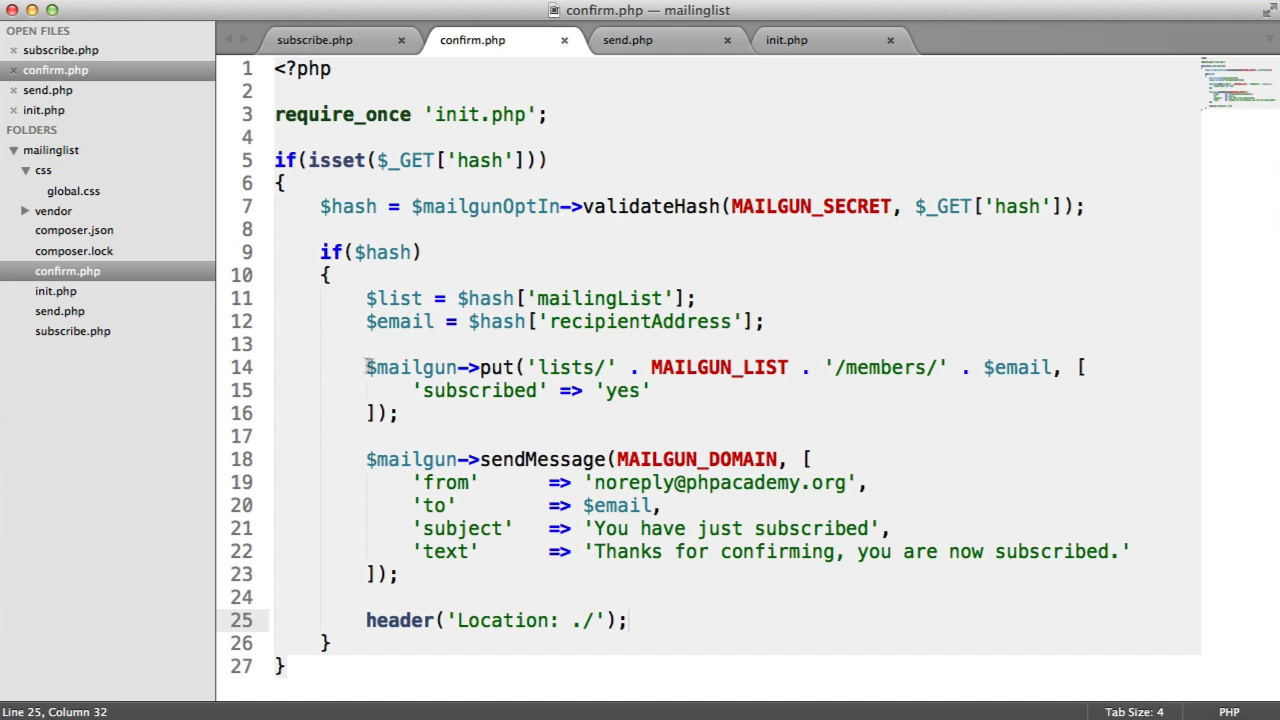 confirm.php — mailinglist
OPEN FILES
subscribe.php
confirm.php
send.php
init.php
FOLDERS
mailinglist
css
global.css
vendor
composer.json
composer.lock
confirm.php
init.php
send.php
subscribe.php
subscribe.php confirm.php send.php init.php
1 <?php
2
3 require_once 'init.php';
4
5 if(isset($_GET['hash']))
6 {
7     $hash = $mailgunOptIn->validateHash(MAILGUN_SECRET, $_GET['hash']);
8
9     if($hash)
10     {
11         $list = $hash['mailingList'];
12         $email = $hash['recipientAddress'];
13
14         $mailgun->put('lists/' . MAILGUN_LIST . '/members/' . $email, [
15             'subscribed' => 'yes'
16         ]);
17
18         $mailgun->sendMessage(MAILGUN_DOMAIN, [
19             'from'      => 'noreply@phpacademy.org',
20             'to'        => $email,
21             'subject'   => 'You have just subscribed',
22             'text'      => 'Thanks for confirming, you are now subscribed.'
23         ]);
24
25         header('Location: ./');
26     }
27 }
Line 25, Column 32 Tab Size: 4 PHP